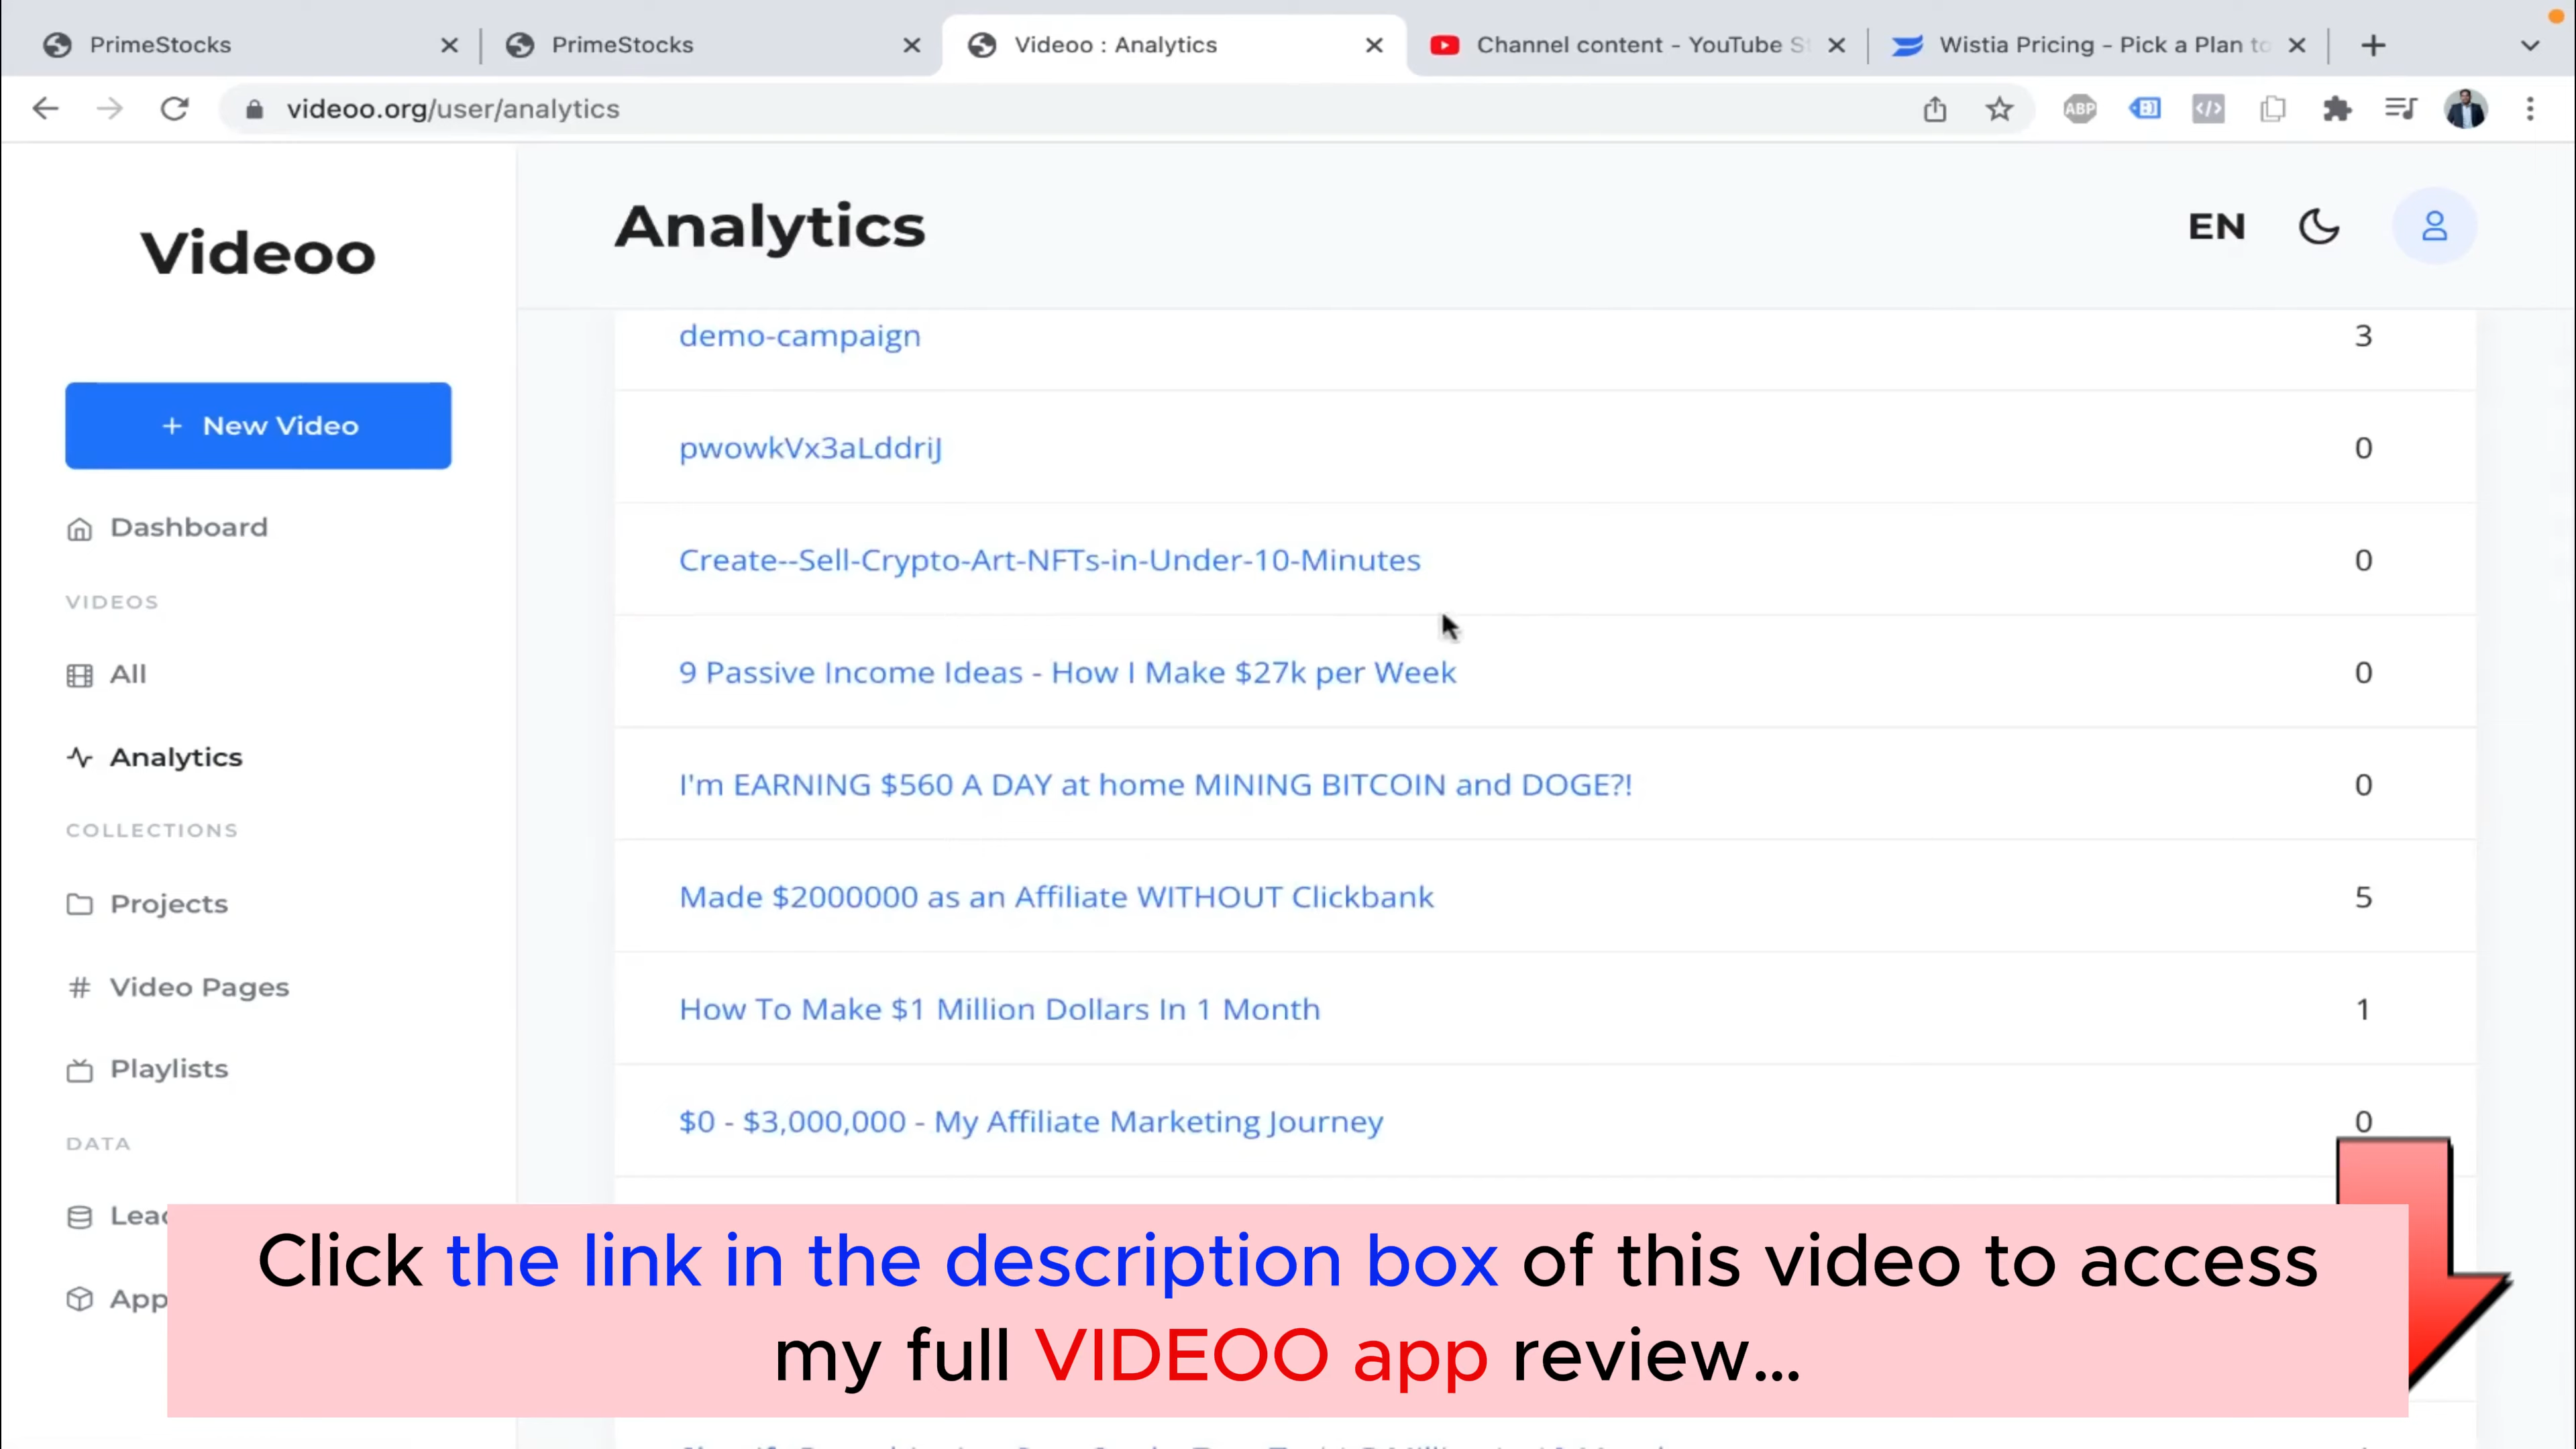 PrimeStocks
PrimeStocks
Videoo : Analytics
Channel content - YouTube S
Wistia Pricing - Pick a Plan to
videoo.org/user/analytics
ABP
Videoo
Analytics
EN
+ New Video
Dashboard
VIDEOS
All
Analytics
COLLECTIONS
Projects
# Video Pages
Playlists
DATA
Lea
App
demo-campaign 3
pwowkVx3aLddriJ 0
Create--Sell-Crypto-Art-NFTs-in-Under-10-Minutes 0
9 Passive Income Ideas - How I Make $27k per Week 0
I'm EARNING $560 A DAY at home MINING BITCOIN and DOGE?! 0
Made $2000000 as an Affiliate WITHOUT Clickbank 5
How To Make $1 Million Dollars In 1 Month 1
$0 - $3,000,000 - My Affiliate Marketing Journey 0
Click the link in the description box of this video to access
my full VIDEOO app review...